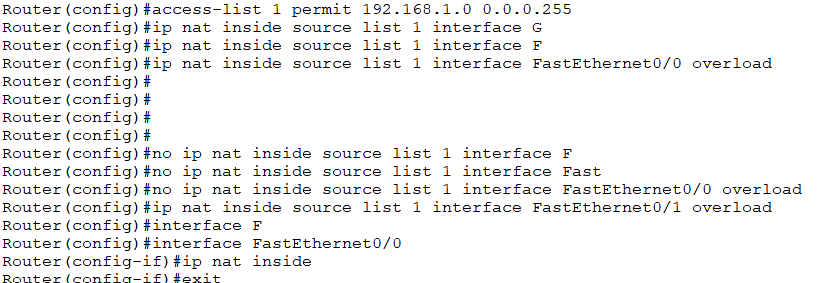 Router(config)#access-list 1 permit 192.168.1.0 0.0.0.255
Router(config)#ip nat inside source list 1 interface G
Router(config)#ip nat inside source list 1 interface F
Router(config)#ip nat inside source list 1 interface FastEthernet0/0 overload
Router(config)#
Router(config)#
Router(config)#
Router(config)#
Router(config)#no ip nat inside source list 1 interface F
Router(config)#no ip nat inside source list 1 interface Fast
Router(config)#no ip nat inside source list 1 interface FastEthernet0/0 overload
Router(config)#ip nat inside source list 1 interface FastEthernet0/1 overload
Router(config)#interface F
Router(config)#interface FastEthernet0/0
Router(config-if)#ip nat inside
Router(config-if)#exit